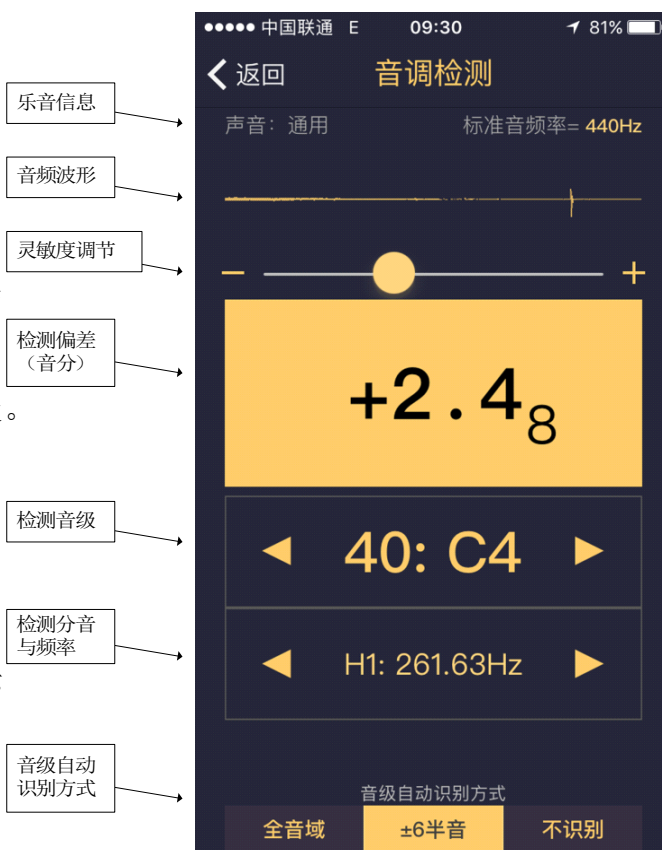 ●●●●● 中国联通 E 09:30 81%
返回 音调检测
乐音信息
声音：通用 标准音频率= 440Hz
音频波形
灵敏度调节
− +
检测偏差
（音分）
+2.4₈
。
检测音级
40: C4
检测分音
与频率
H1: 261.63Hz
音级自动
识别方式
音级自动识别方式
全音域 ±6半音 不识别